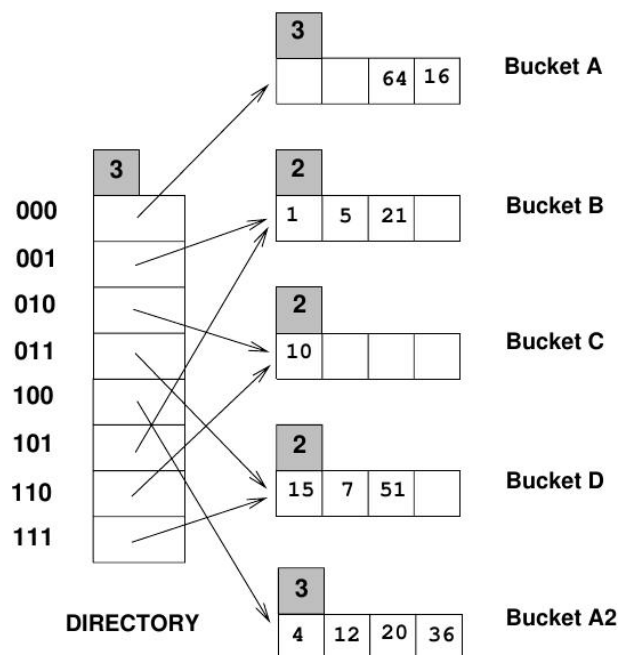 3
64 16 Bucket A
3
2
000
1 5 21 Bucket B
001
2
010
10 Bucket C
011
100
2
101
15 7 51 Bucket D
110
111
3
DIRECTORY
4 12 20 36 Bucket A2